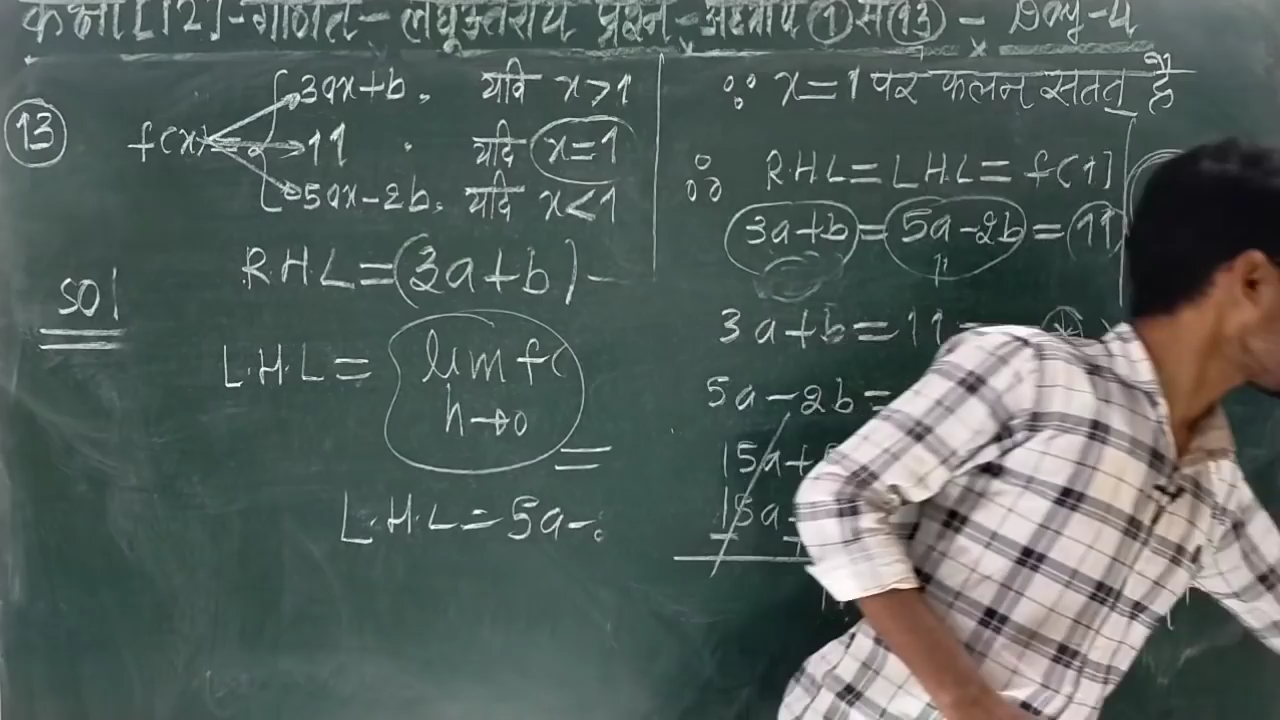 कक्षा [12]-गणित-लघुउत्तरीय प्रश्न-अध्याय ① से ⑬ - Day-4
⑬ f(x) =
3ax+b, यदि x>1
11 , यदि x=1
5ax-2b, यदि x<1
sol
R.H.L=(3a+b)
L.H.L= lim f(
h→0
L.H.L=5a-
∵ x=1 पर फलन सतत् है
∴ R.H.L=L.H.L=f(1)
3a+b=5a-2b=11
3a+b=11
5a-2b=
15a+
15a-